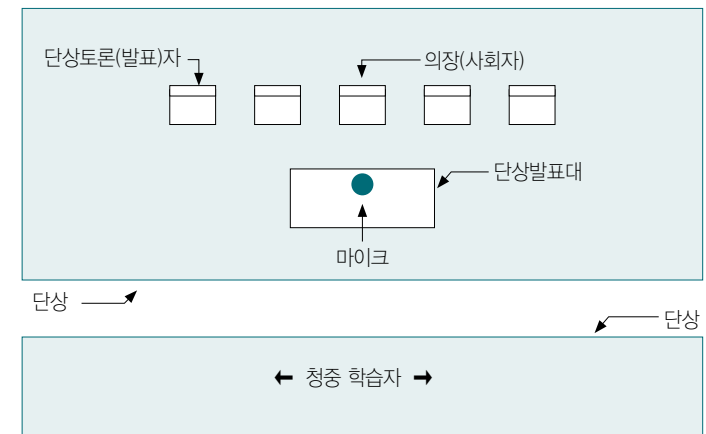 단상토론(발표)자
의장(사회자)
단상발표대
마이크
단상
단상
청중 학습자